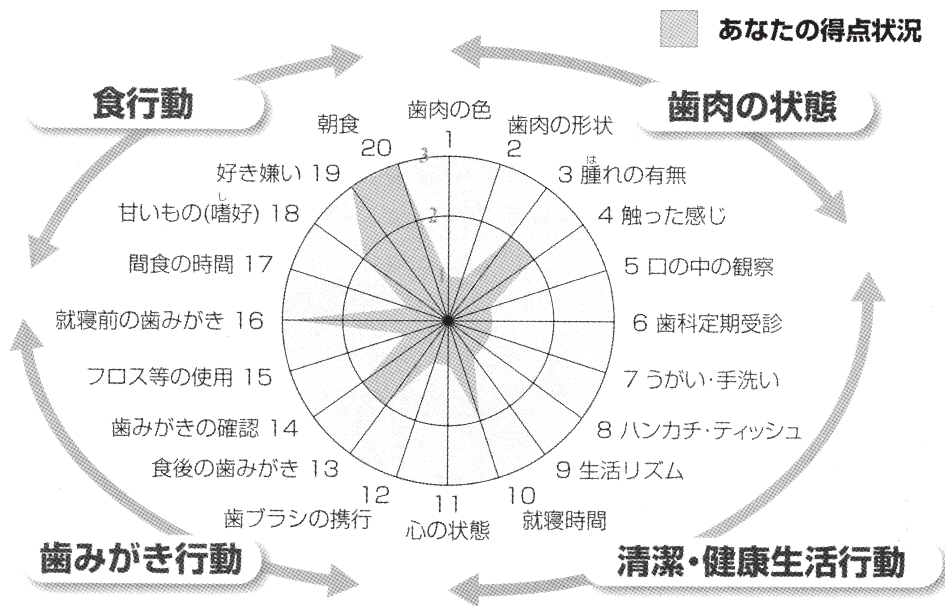 あなたの得点状況
食行動
歯肉の状態
歯みがき行動
清潔・健康生活行動
歯肉の色
1
歯肉の形状
2
3 腫れの有無
は
4 触った感じ
5 口の中の観察
6 歯科定期受診
7 うがい・手洗い
8 ハンカチ・ティッシュ
9 生活リズム
10
就寝時間
11
心の状態
12
歯ブラシの携行
食後の歯みがき 13
歯みがきの確認 14
フロス等の使用 15
就寝前の歯みがき 16
間食の時間 17
甘いもの(嗜好) 18
し
好き嫌い 19
朝食
20
3
2
1